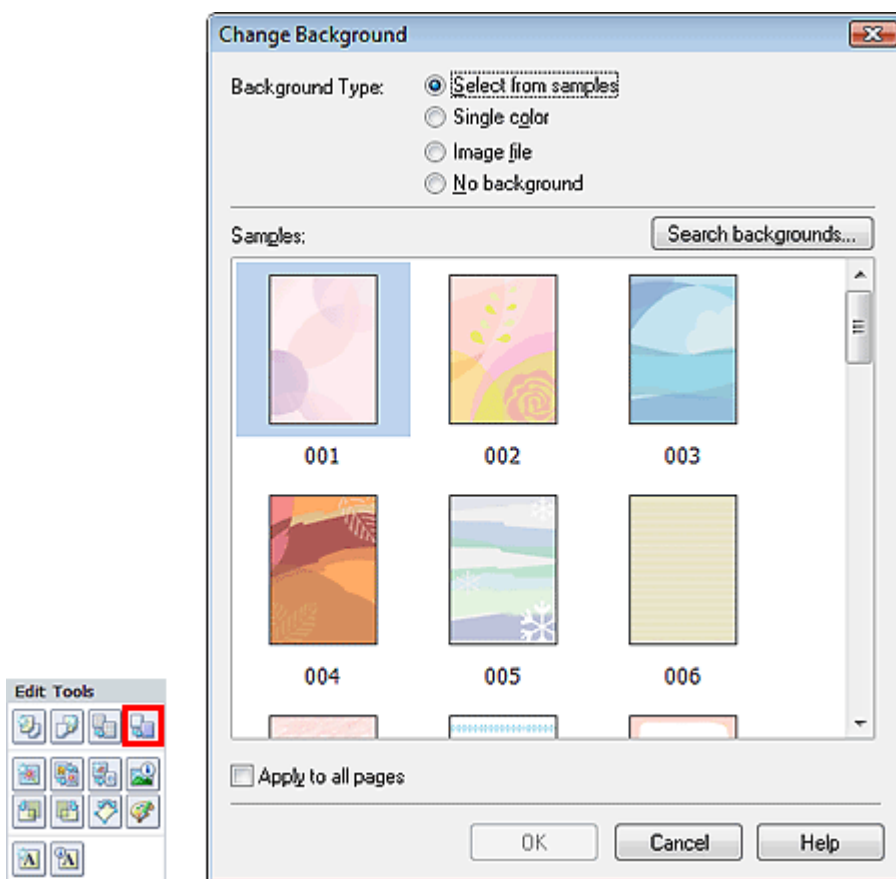 Change Background
Background Type:
Select from samples
Single color
Image file
No background
Samples:
Search backgrounds...
001 002 003
004 005 006
Edit Tools
Apply to all pages
OK Cancel Help